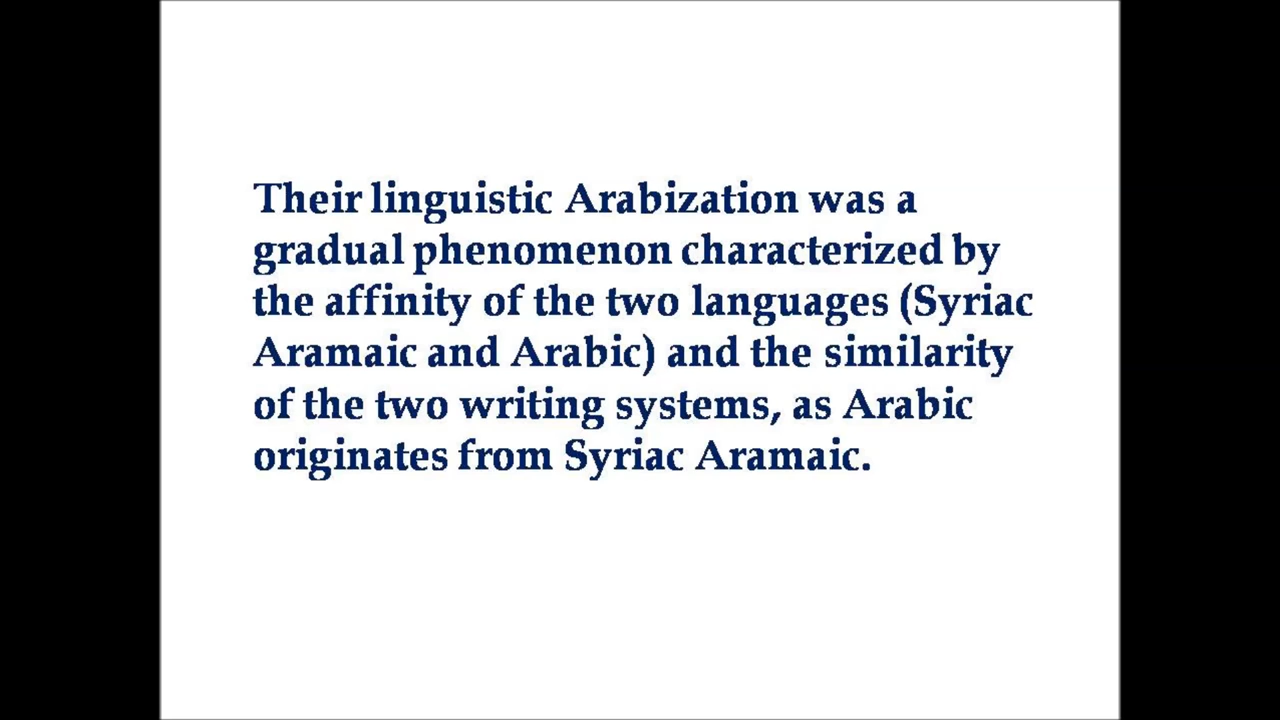 Their linguistic Arabization was a
gradual phenomenon characterized by
the affinity of the two languages (Syriac
Aramaic and Arabic) and the similarity
of the two writing systems, as Arabic
originates from Syriac Aramaic.